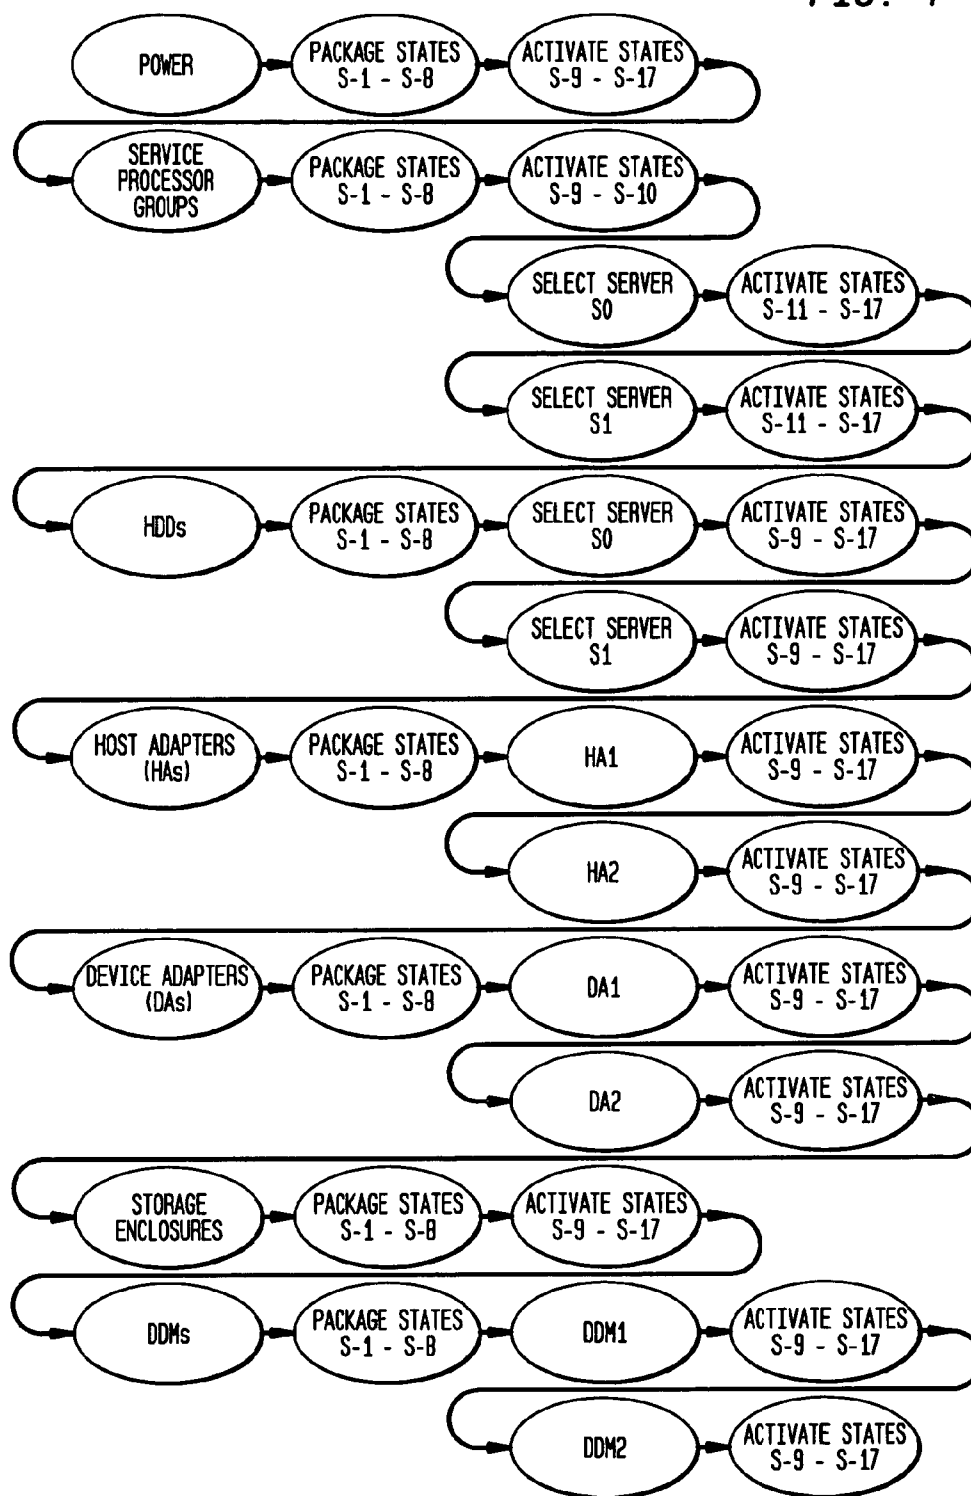 POWER
PACKAGE STATES
S-1 - S-8
ACTIVATE STATES
S-9 - S-17
SERVICE
PROCESSOR
GROUPS
PACKAGE STATES
S-1 - S-8
ACTIVATE STATES
S-9 - S-10
SELECT SERVER
S0
ACTIVATE STATES
S-11 - S-17
SELECT SERVER
S1
ACTIVATE STATES
S-11 - S-17
HDDs
PACKAGE STATES
S-1 - S-8
SELECT SERVER
S0
ACTIVATE STATES
S-9 - S-17
SELECT SERVER
S1
ACTIVATE STATES
S-9 - S-17
HOST ADAPTERS
(HAs)
PACKAGE STATES
S-1 - S-8
HA1
ACTIVATE STATES
S-9 - S-17
HA2
ACTIVATE STATES
S-9 - S-17
DEVICE ADAPTERS
(DAs)
PACKAGE STATES
S-1 - S-8
DA1
ACTIVATE STATES
S-9 - S-17
DA2
ACTIVATE STATES
S-9 - S-17
STORAGE
ENCLOSURES
PACKAGE STATES
S-1 - S-8
ACTIVATE STATES
S-9 - S-17
DDMs
PACKAGE STATES
S-1 - S-8
DDM1
ACTIVATE STATES
S-9 - S-17
DDM2
ACTIVATE STATES
S-9 - S-17